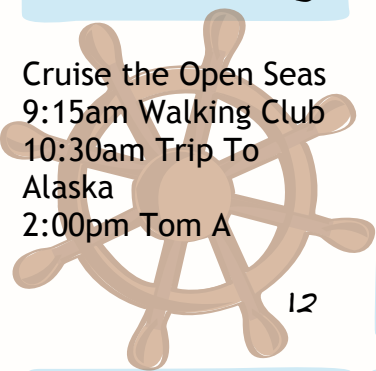 Cruise the Open Seas
9:15am Walking Club
10:30am Trip To
Alaska
2:00pm Tom A
12